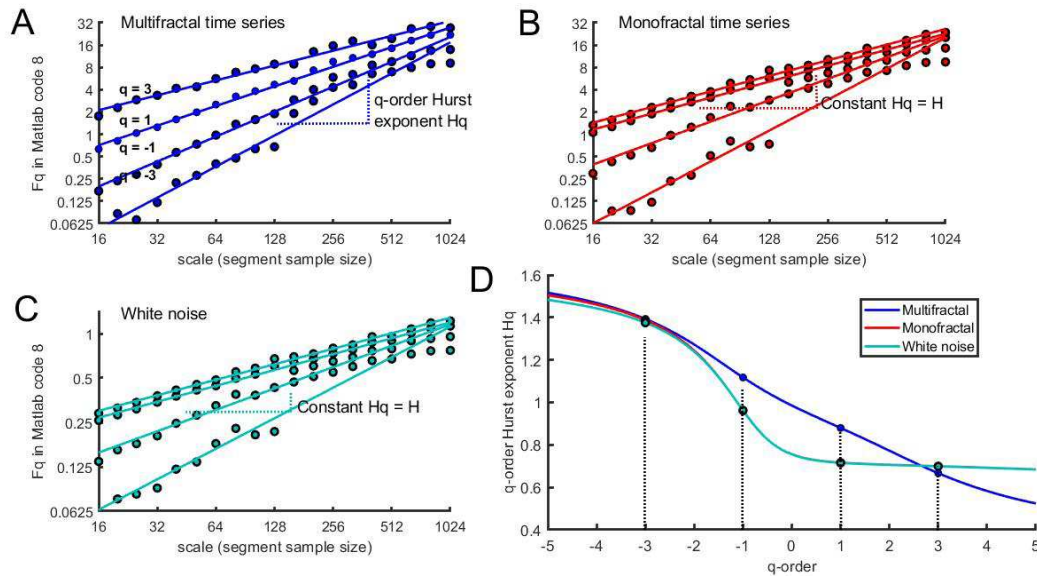 A
Multifractal time series
32
16
8
4
2
1
0.5
0.25
0.125
0.0625
Fq in Matlab code 8
q = 3
q = 1
q = -1
q = -3
q-order Hurst
exponent Hq
16 32 64 128 256 512 1024
scale (segment sample size)
B
Monofractal time series
32
16
8
4
2
1
0.5
0.25
0.125
0.0625
Fq in Matlab code 8
Constant Hq = H
16 32 64 128 256 512 1024
scale (segment sample size)
C
White noise
1
0.5
0.25
0.125
0.0625
Fq in Matlab code 8
Constant Hq = H
16 32 64 128 256 512 1024
scale (segment sample size)
D
1.6
1.4
1.2
1
0.8
0.6
0.4
q-order Hurst exponent Hq
Multifractal
Monofractal
White noise
-5 -4 -3 -2 -1 0 1 2 3 4 5
q-order